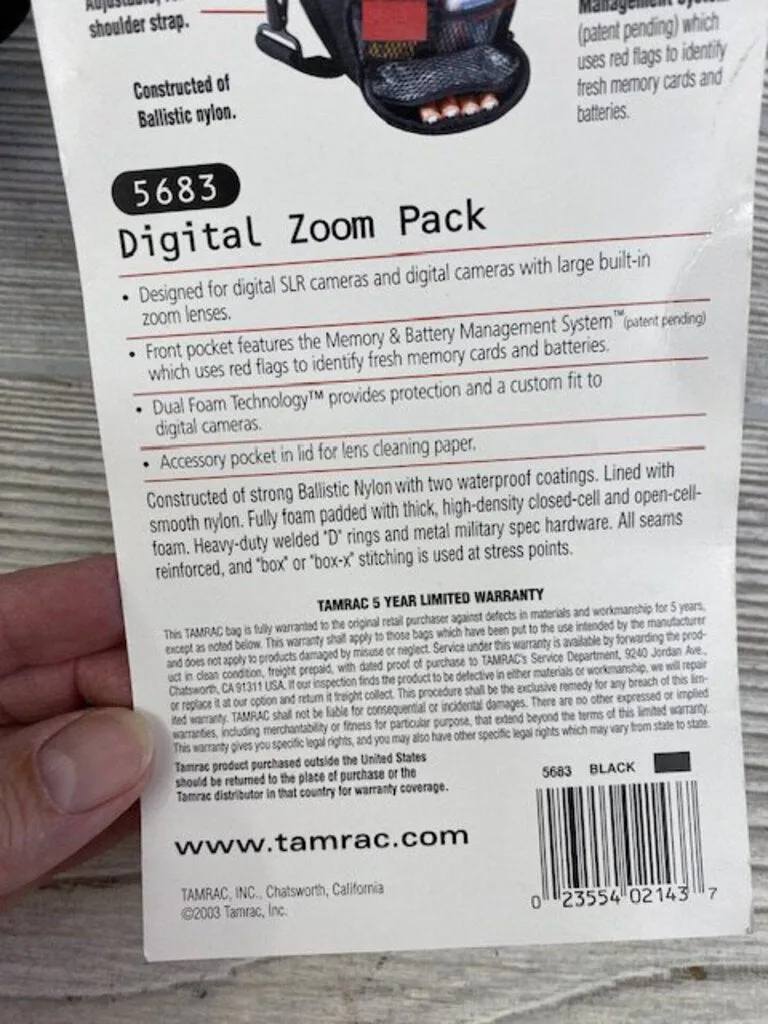 shoulder strap.
Constructed of
Ballistic nylon.
Management
(patent pending) which
uses red flags to identify
fresh memory cards and
batteries.
5683
Digital Zoom Pack
• Designed for digital SLR cameras and digital cameras with large built-in
zoom lenses.
• Front pocket features the Memory & Battery Management System™ (patent pending)
which uses red flags to identify fresh memory cards and batteries.
• Dual Foam Technology™ provides protection and a custom fit to
digital cameras.
• Accessory pocket in lid for lens cleaning paper.
Constructed of strong Ballistic Nylon with two waterproof coatings. Lined with
smooth nylon. Fully foam padded with thick, high-density closed-cell and open-cell-
foam. Heavy-duty welded "D" rings and metal military spec hardware. All seams
reinforced, and "box" or "box-x" stitching is used at stress points.
TAMRAC 5 YEAR LIMITED WARRANTY
This TAMRAC bag is fully warranted to the original retail purchaser against defects in materials and workmanship for 5 years,
except as noted below. This warranty shall apply to those bags which have been put to the use intended by the manufacturer
and does not apply to products damaged by misuse or neglect. Service under this warranty is available by forwarding the prod-
uct in clean condition, freight prepaid, with dated proof of purchase to TAMRAC's Service Department, 9240 Jordan Ave.,
Chatsworth, CA 91311 USA. If our inspection finds the product to be defective in either materials or workmanship, we will repair
or replace it at our option and return it freight collect. This procedure shall be the exclusive remedy for any breach of this lim-
ited warranty. TAMRAC shall not be liable for consequential or incidental damages. There are no other expressed or implied
warranties, including merchantability or fitness for particular purpose, that extend beyond the terms of this limited warranty.
This warranty gives you specific legal rights, and you may also have other specific legal rights which may vary from state to state.
Tamrac product purchased outside the United States
should be returned to the place of purchase or the
Tamrac distributor in that country for warranty coverage.
5683 BLACK
www.tamrac.com
TAMRAC, INC., Chatsworth, California
©2003 Tamrac, Inc.
0 23554 02143 7